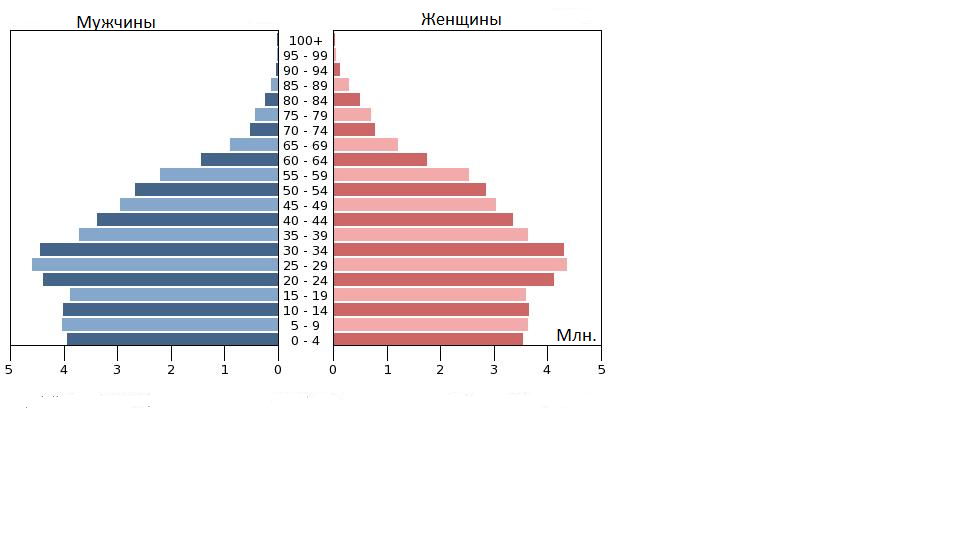 Мужчины
Женщины
100+
95 - 99
90 - 94
85 - 89
80 - 84
75 - 79
70 - 74
65 - 69
60 - 64
55 - 59
50 - 54
45 - 49
40 - 44
35 - 39
30 - 34
25 - 29
20 - 24
15 - 19
10 - 14
5 - 9
0 - 4
Млн.
5 4 3 2 1 0 0 1 2 3 4 5